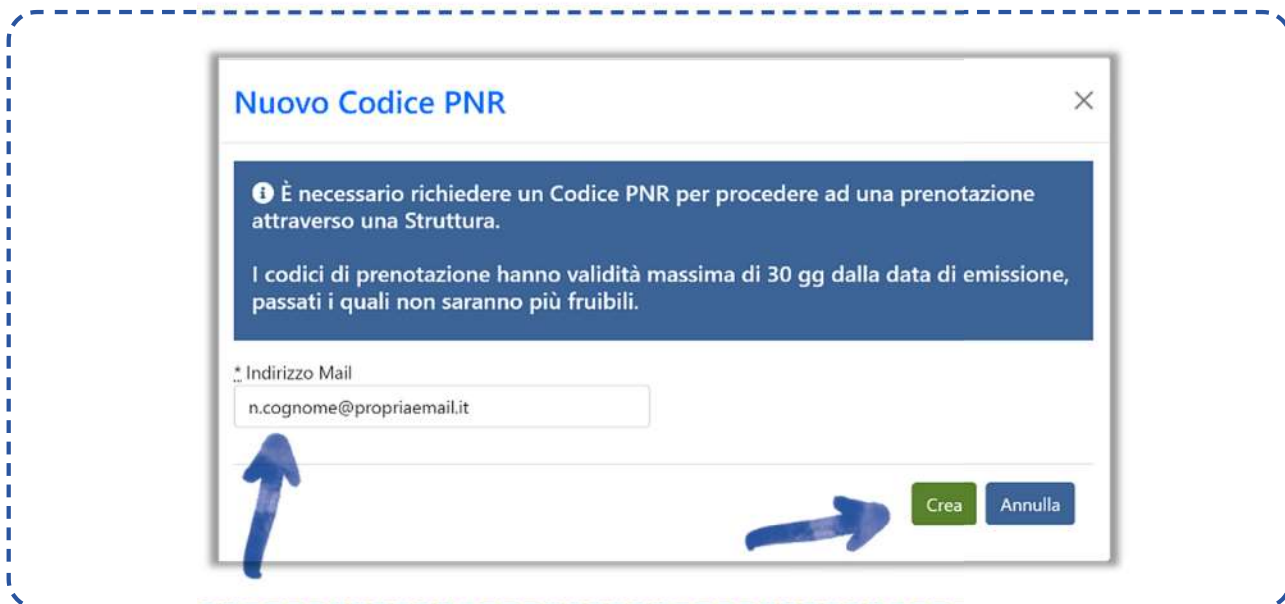 Nuovo Codice PNR
È necessario richiedere un Codice PNR per procedere ad una prenotazione
attraverso una Struttura.
I codici di prenotazione hanno validità massima di 30 gg dalla data di emissione,
passati i quali non saranno più fruibili.
* Indirizzo Mail
n.cognome@propriaemail.it
Crea Annulla